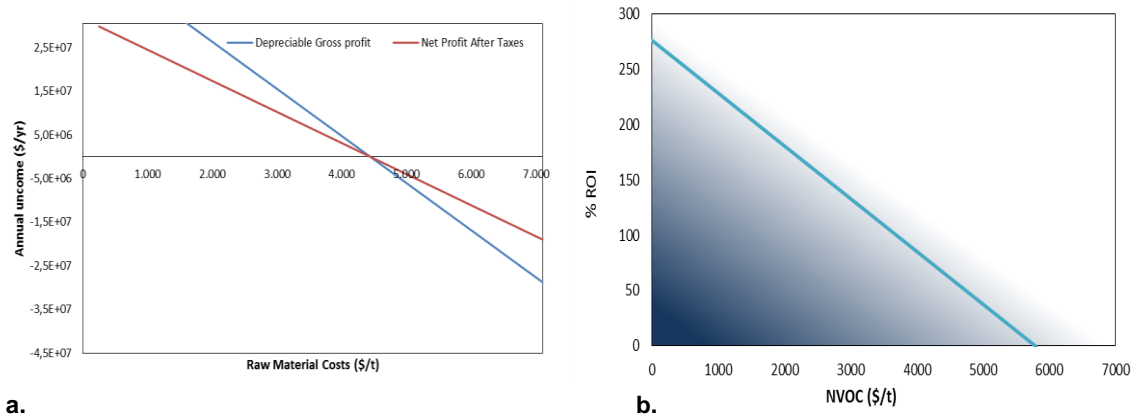 Depreciable Gross profit
Net Profit After Taxes
2,5E+07
1,5E+07
5,0E+06
-5,0E+06
-1,5E+07
-2,5E+07
-3,5E+07
-4,5E+07
0 1.000 2.000 3.000 4.000 5.000 6.000 7.000
Annual uncome ($/yr)
Raw Material Costs ($/t)
a.
300
250
200
150
100
50
0
% ROI
0 1000 2000 3000 4000 5000 6000 7000
NVOC ($/t)
b.